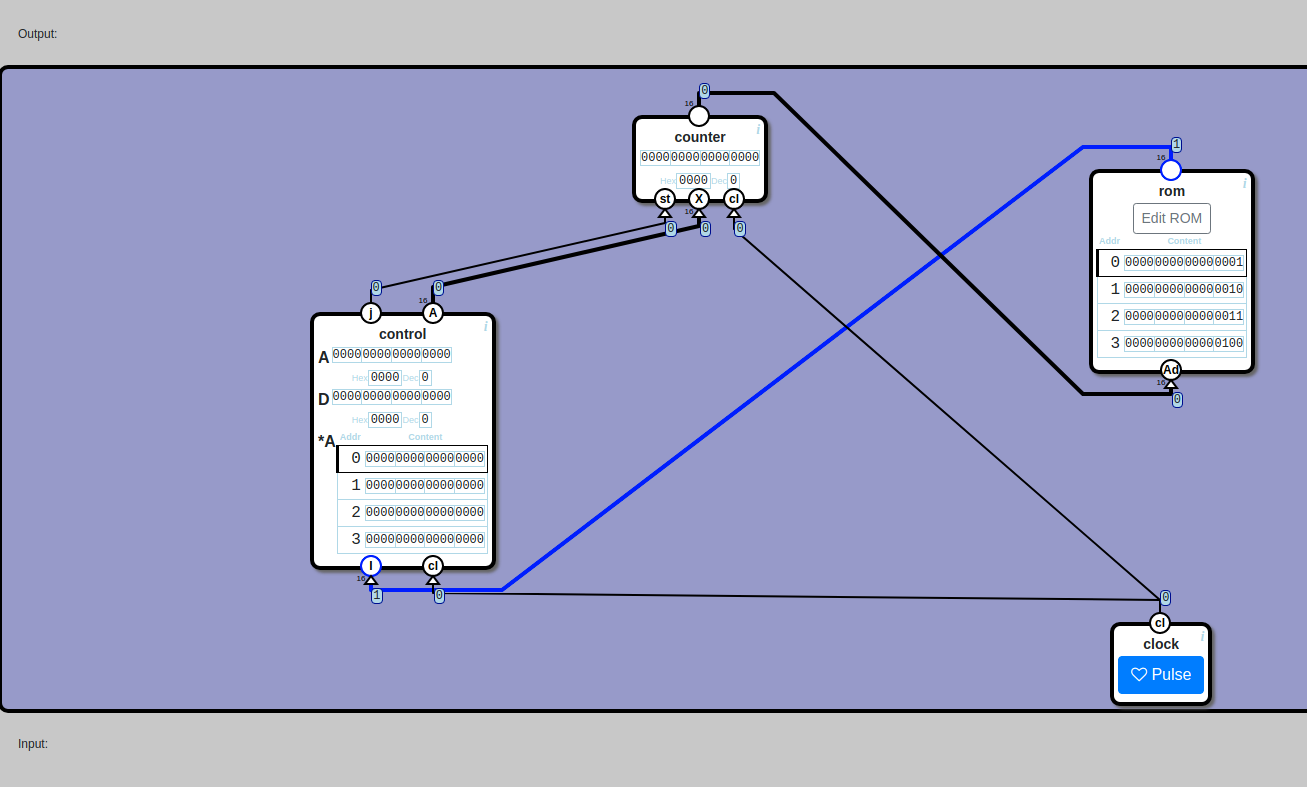 Output:
0
16
counter
i
0000000000000000
Hex 0000 Dec 0
st X cl
16
0 0 0
1
16
rom
i
Edit ROM
Addr Content
0 0000000000000001
1 0000000000000010
2 0000000000000011
3 0000000000000100
Ad
16
0
0 0
16
j A
control
i
A 0000000000000000
Hex 0000 Dec 0
D 0000000000000000
Hex 0000 Dec 0
*A Addr Content
0 0000000000000000
1 0000000000000000
2 0000000000000000
3 0000000000000000
I cl
16
1 0
0
cl
clock
i
Pulse
Input: